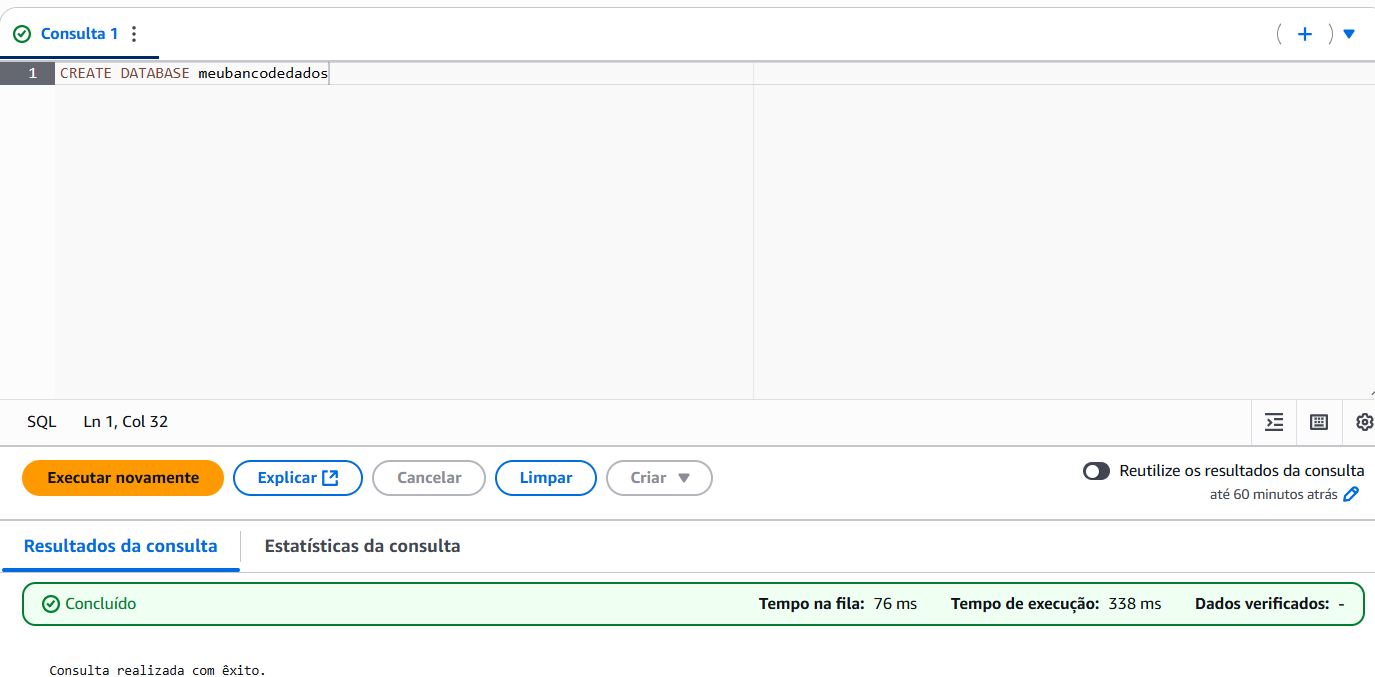 Consulta 1
1 CREATE DATABASE meubancodedados
SQL Ln 1, Col 32
Executar novamente Explicar Cancelar Limpar Criar Reutilize os resultados da consulta
até 60 minutos atrás
Resultados da consulta Estatísticas da consulta
Concluído Tempo na fila: 76 ms Tempo de execução: 338 ms Dados verificados: -
Consulta realizada com êxito.